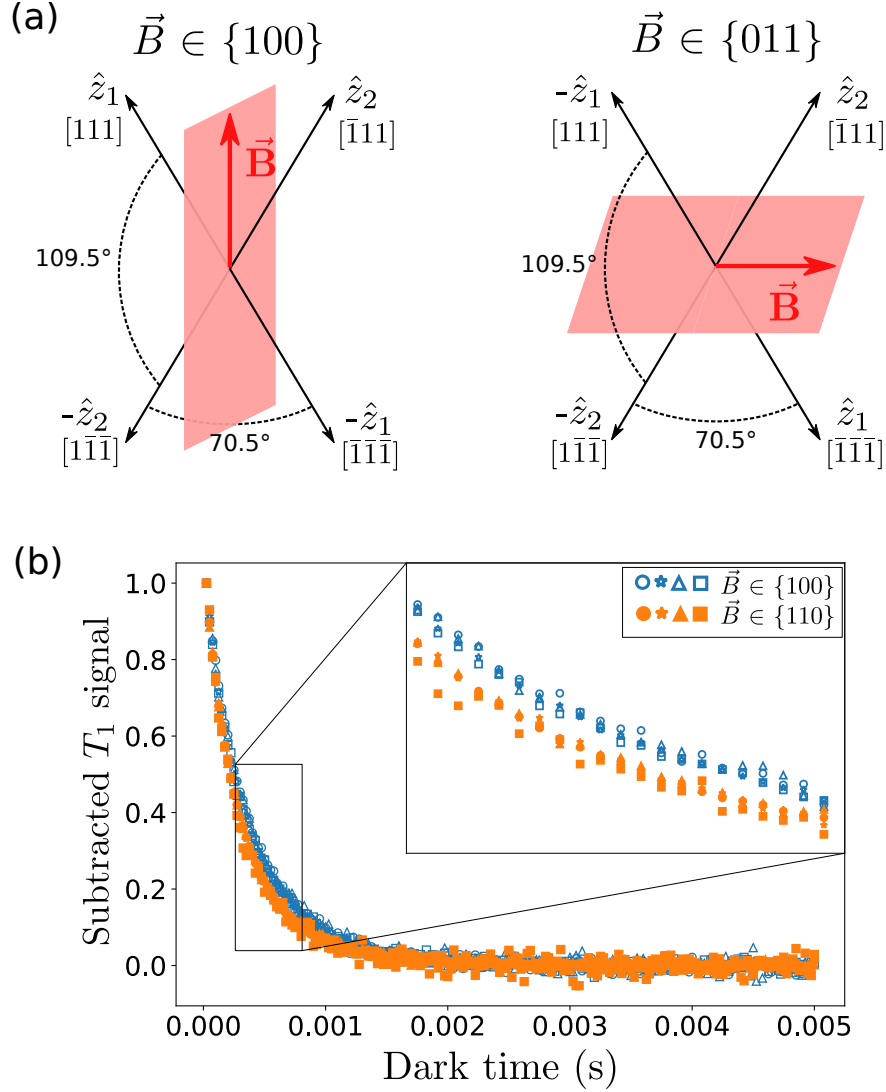 (a)
B⃗ ∈ {100}
B⃗ ∈ {011}
ẑ₁
[111]
ẑ₂
[1̄11]
B⃗
109.5°
-ẑ₂
[11̄1̄]
70.5°
-ẑ₁
[1̄1̄1̄]
-ẑ₁
[111]
ẑ₂
[1̄11]
109.5°
B⃗
-ẑ₂
[11̄1̄]
70.5°
ẑ₁
[1̄1̄1̄]
(b)
Subtracted T₁ signal
1.0
0.8
0.6
0.4
0.2
0.0
B⃗ ∈ {100}
B⃗ ∈ {110}
0.000 0.001 0.002 0.003 0.004 0.005
Dark time (s)